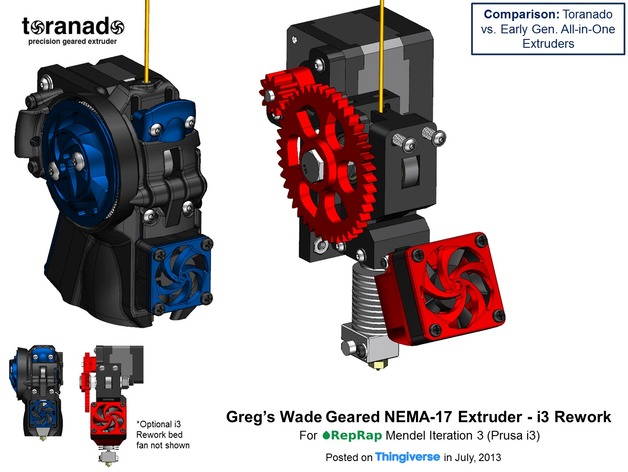 toranado
precision geared extruder
Comparison: Toranado
vs. Early Gen. All-in-One
Extruders
*Optional i3
Rework bed
fan not shown
Greg's Wade Geared NEMA-17 Extruder - i3 Rework
For RepRap Mendel Iteration 3 (Prusa i3)
Posted on Thingiverse in July, 2013